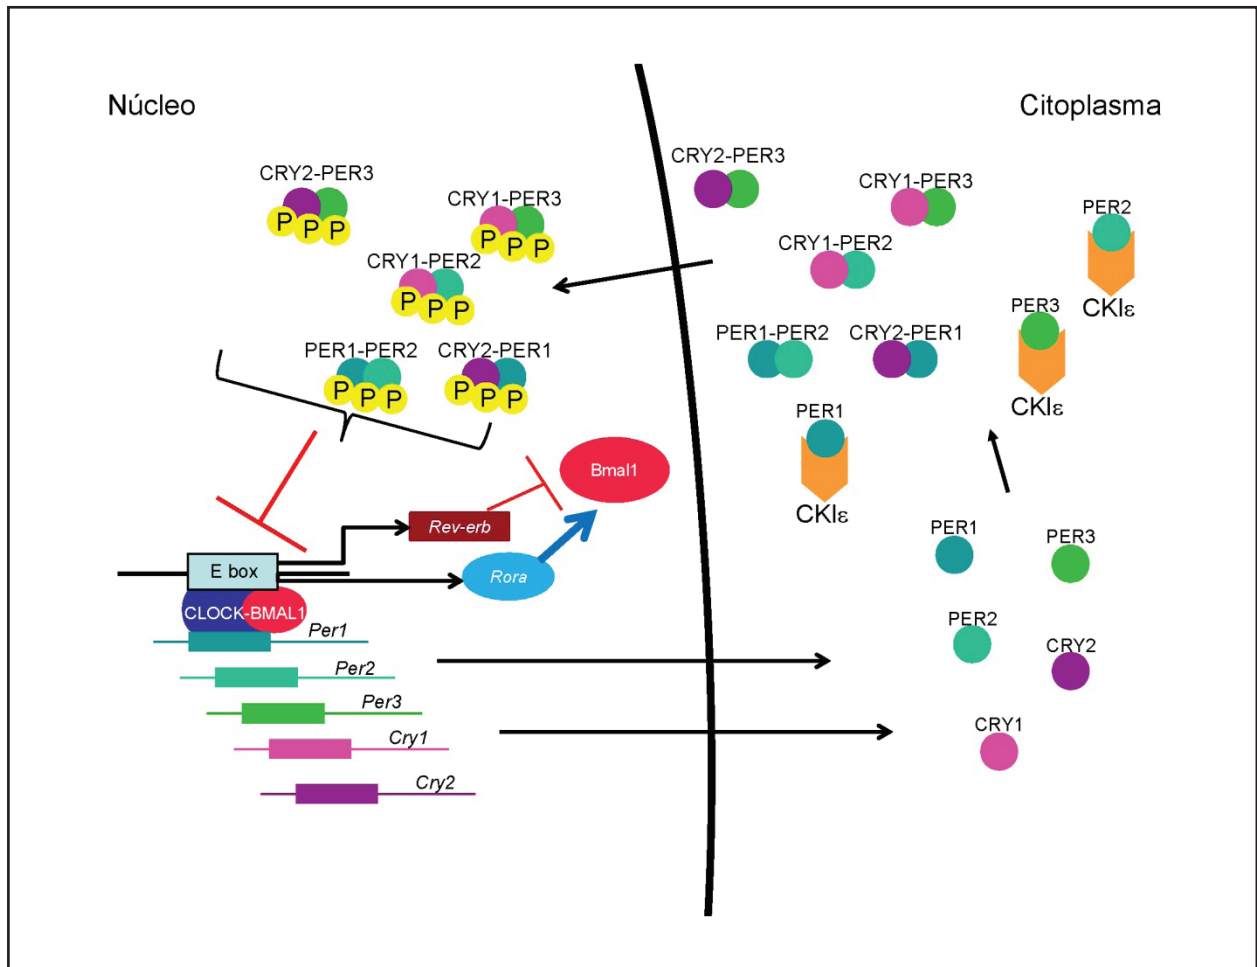 Núcleo
Citoplasma
CRY2-PER3
P P P
CRY1-PER3
P P P
CRY1-PER2
P P P
PER1-PER2
P P P
CRY2-PER1
P P P
CRY2-PER3
CRY1-PER3
CRY1-PER2
PER1-PER2
CRY2-PER1
PER2
CKIε
PER3
CKIε
PER1
CKIε
Bmal1
Rev-erb
Rora
E box
CLOCK-BMAL1
Per1
Per2
Per3
Cry1
Cry2
PER1
PER3
PER2
CRY2
CRY1